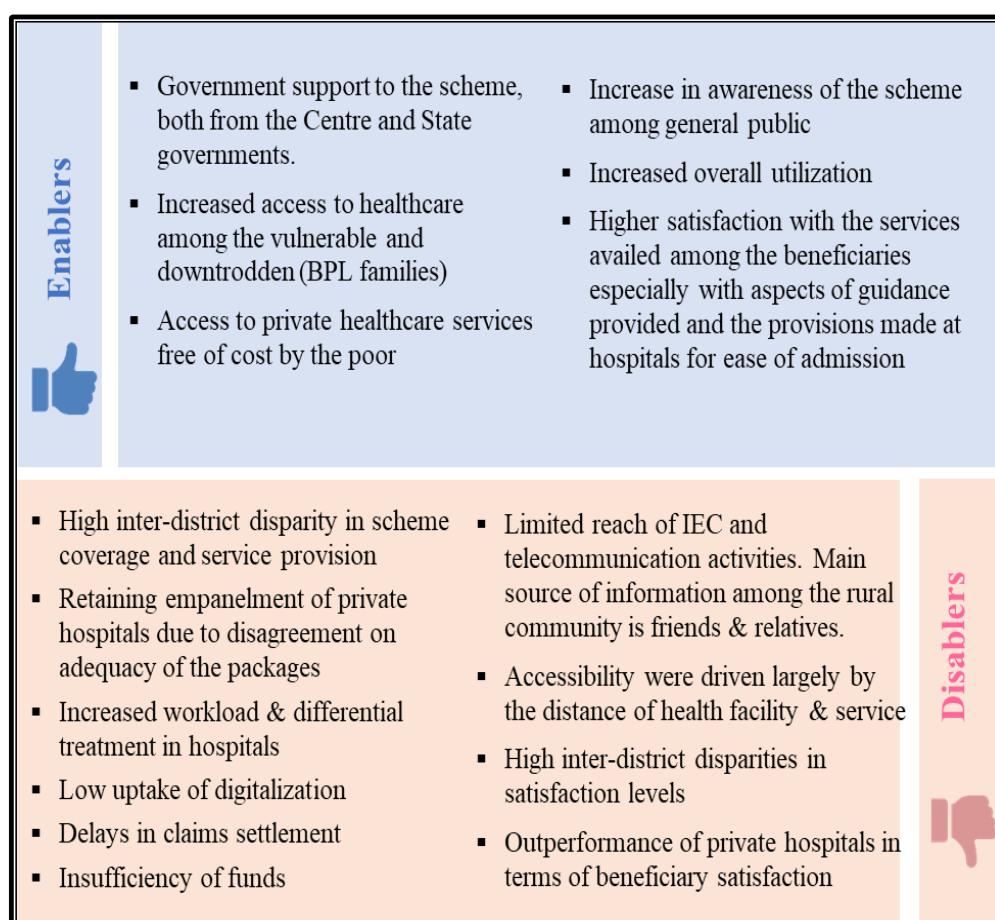 Enablers
▪ Government support to the scheme,
both from the Centre and State
governments.
▪ Increased access to healthcare
among the vulnerable and
downtrodden (BPL families)
▪ Access to private healthcare services
free of cost by the poor
▪ Increase in awareness of the scheme
among general public
▪ Increased overall utilization
▪ Higher satisfaction with the services
availed among the beneficiaries
especially with aspects of guidance
provided and the provisions made at
hospitals for ease of admission
▪ High inter-district disparity in scheme
coverage and service provision
▪ Retaining empanelment of private
hospitals due to disagreement on
adequacy of the packages
▪ Increased workload & differential
treatment in hospitals
▪ Low uptake of digitalization
▪ Delays in claims settlement
▪ Insufficiency of funds
▪ Limited reach of IEC and
telecommunication activities. Main
source of information among the rural
community is friends & relatives.
▪ Accessibility were driven largely by
the distance of health facility & service
▪ High inter-district disparities in
satisfaction levels
▪ Outperformance of private hospitals in
terms of beneficiary satisfaction
Disablers